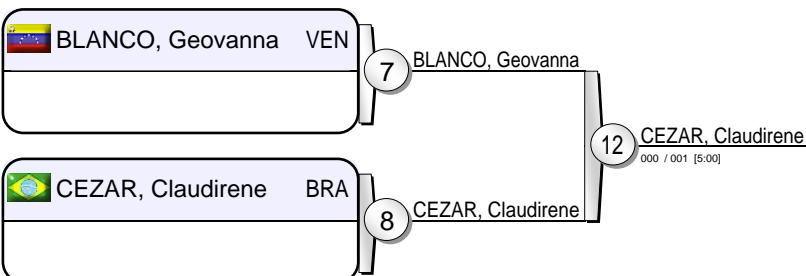 BLANCO, Geovanna VEN
7
BLANCO, Geovanna
12
CEZAR, Claudirene
000 / 001 [5:00]
CEZAR, Claudirene BRA
8
CEZAR, Claudirene